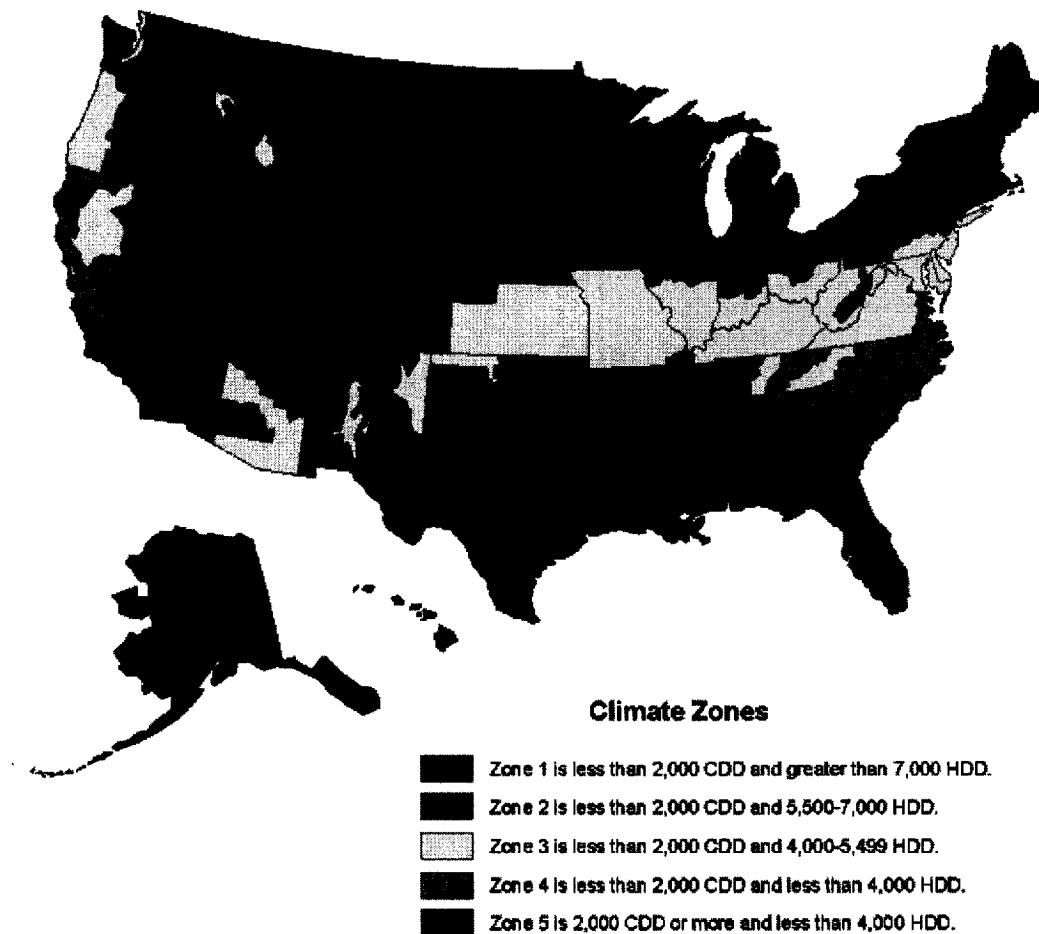 Climate Zones
Zone 1 is less than 2,000 CDD and greater than 7,000 HDD.
Zone 2 is less than 2,000 CDD and 5,500-7,000 HDD.
Zone 3 is less than 2,000 CDD and 4,000-5,499 HDD.
Zone 4 is less than 2,000 CDD and less than 4,000 HDD.
Zone 5 is 2,000 CDD or more and less than 4,000 HDD.